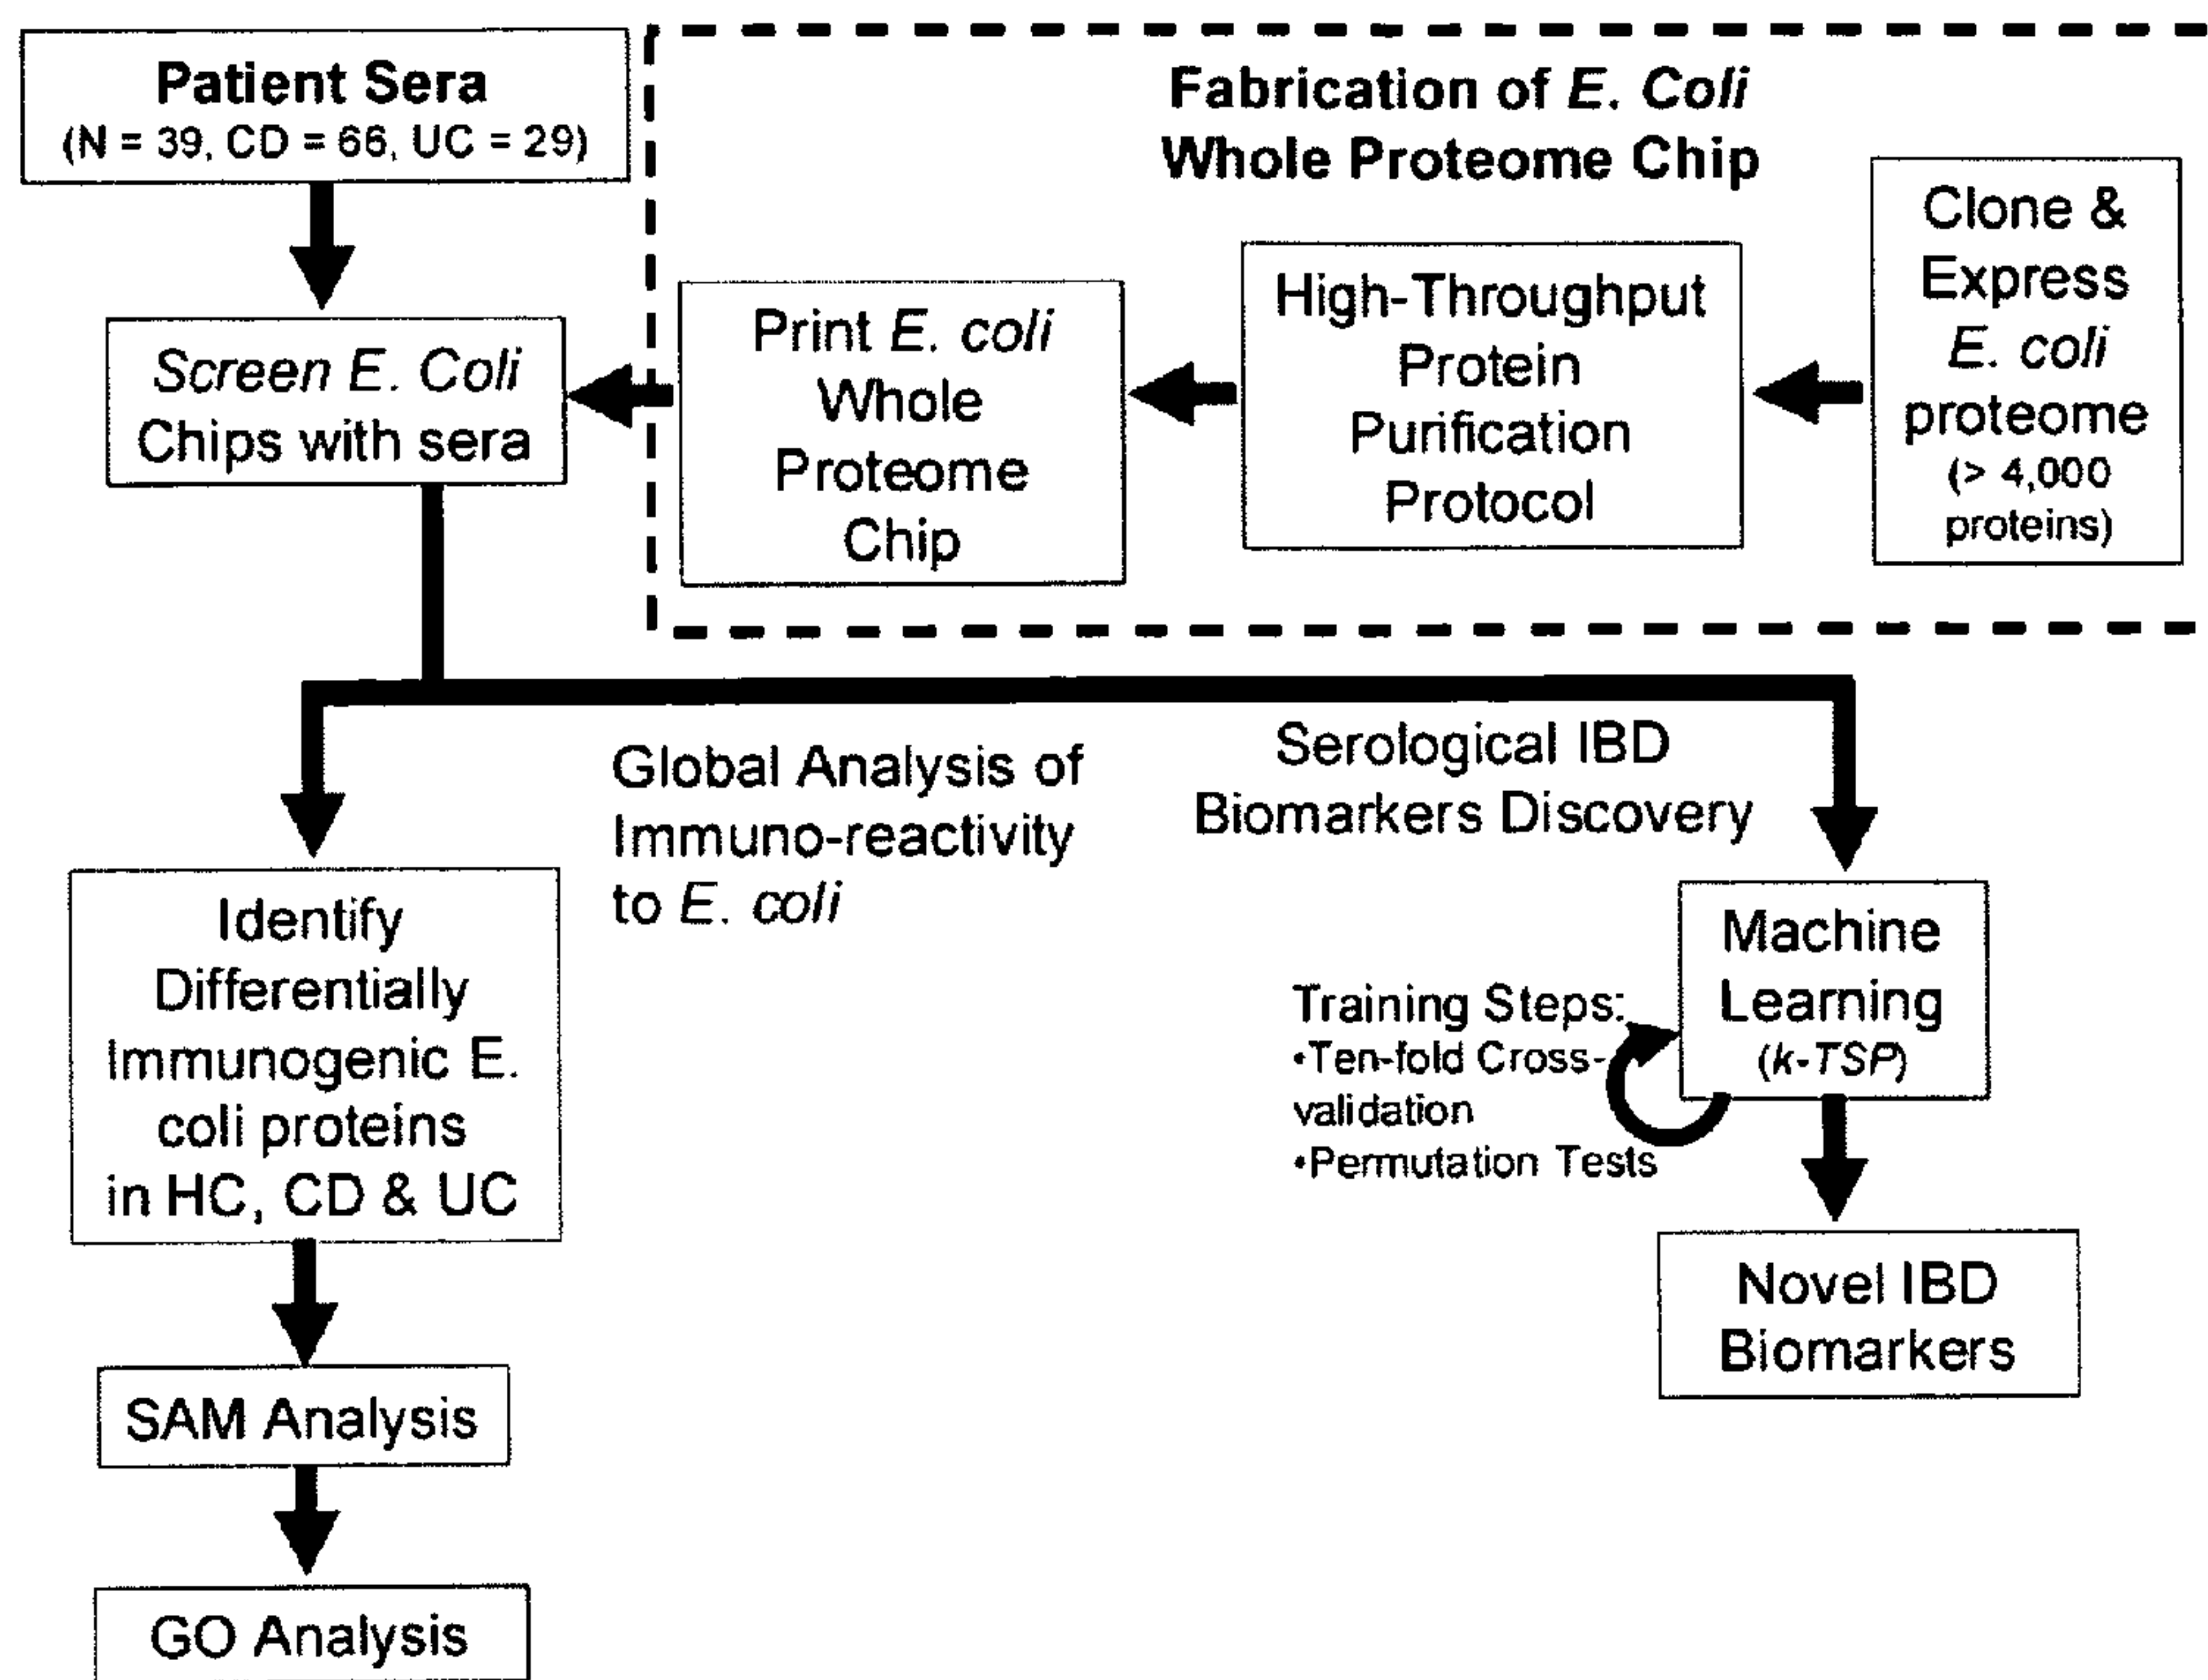 Patient Sera
(N = 39, CD = 66, UC = 29)
Fabrication of E. Coli
Whole Proteome Chip
Clone &
Express
E. coli
proteome
(> 4,000
proteins)
High-Throughput
Protein
Purification
Protocol
Print E. coli
Whole
Proteome
Chip
Screen E. Coli
Chips with sera
Global Analysis of
Immuno-reactivity
to E. coli
Serological IBD
Biomarkers Discovery
Identify
Differentially
Immunogenic E.
coli proteins
in HC, CD & UC
SAM Analysis
GO Analysis
Machine
Learning
(k-TSP)
Training Steps:
•Ten-fold Cross-
validation
•Permutation Tests
Novel IBD
Biomarkers